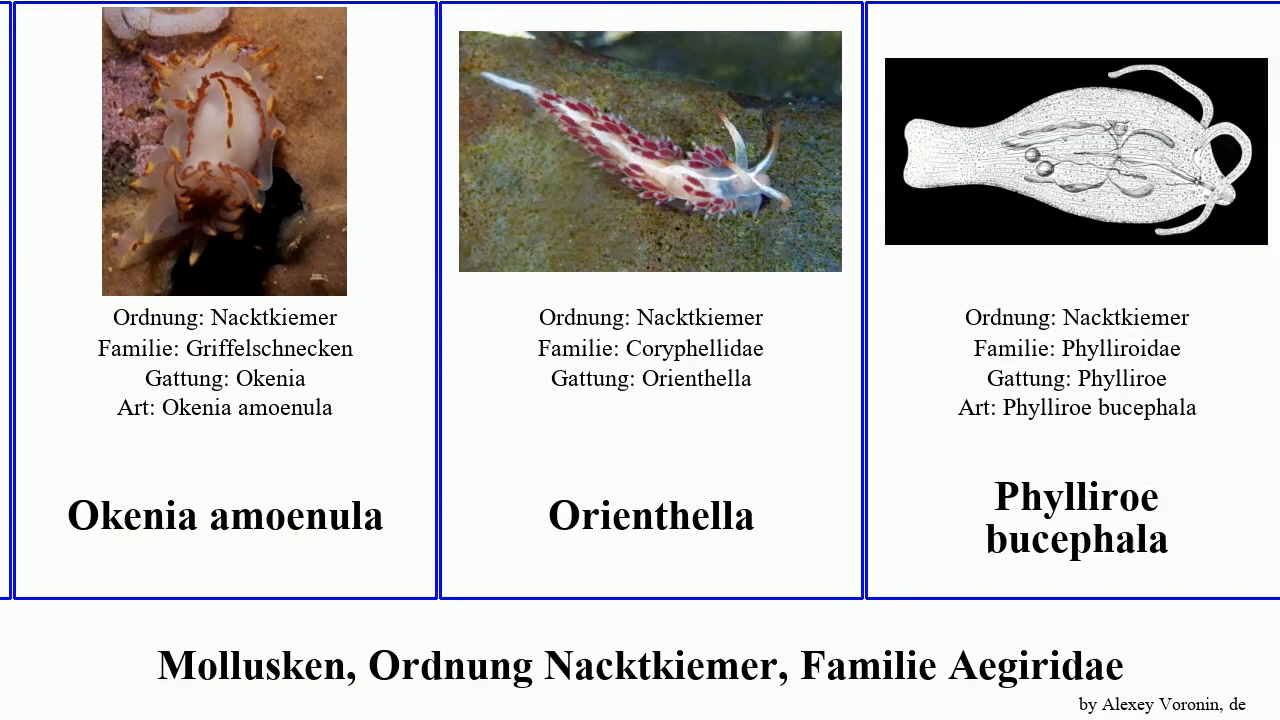 Ordnung: Nacktkiemer
Familie: Griffelschnecken
Gattung: Okenia
Art: Okenia amoenula
Okenia amoenula
Ordnung: Nacktkiemer
Familie: Coryphellidae
Gattung: Orienthella
Orienthella
Ordnung: Nacktkiemer
Familie: Phylliroidae
Gattung: Phylliroe
Art: Phylliroe bucephala
Phylliroe
bucephala
Mollusken, Ordnung Nacktkiemer, Familie Aegiridae
by Alexey Voronin, de